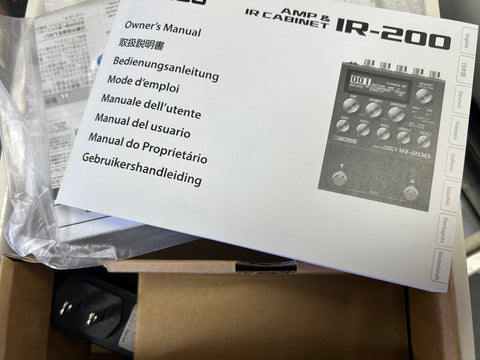 AMP &
IR CABINET IR-200
Owner's Manual
取扱説明書
Bedienungsanleitung
Mode d'emploi
Manuale dell'utente
Manual del usuario
Manual do Proprietário
Gebruikershandleiding
English
日本語
Deutsch
Français
Italiano
Español
Português
Nederlands
001
BOSS
IR-200